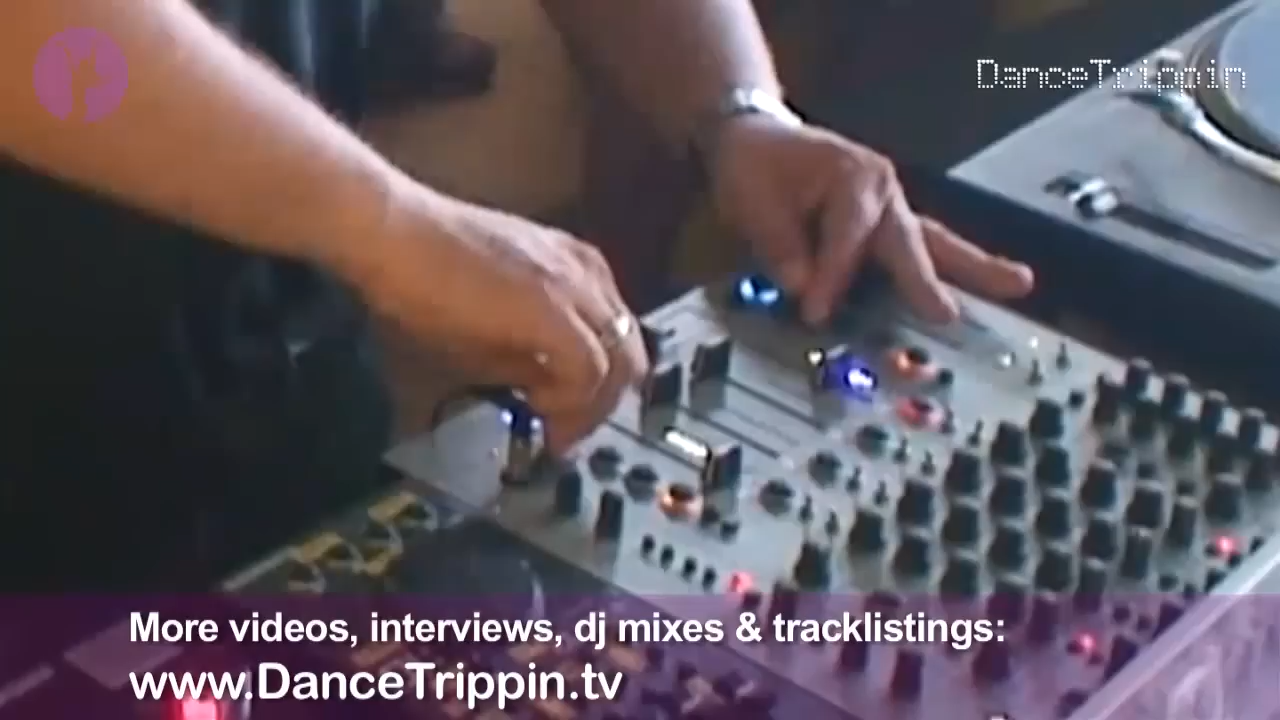 DanceTrippin
More videos, interviews, dj mixes & tracklistings:
www.DanceTrippin.tv